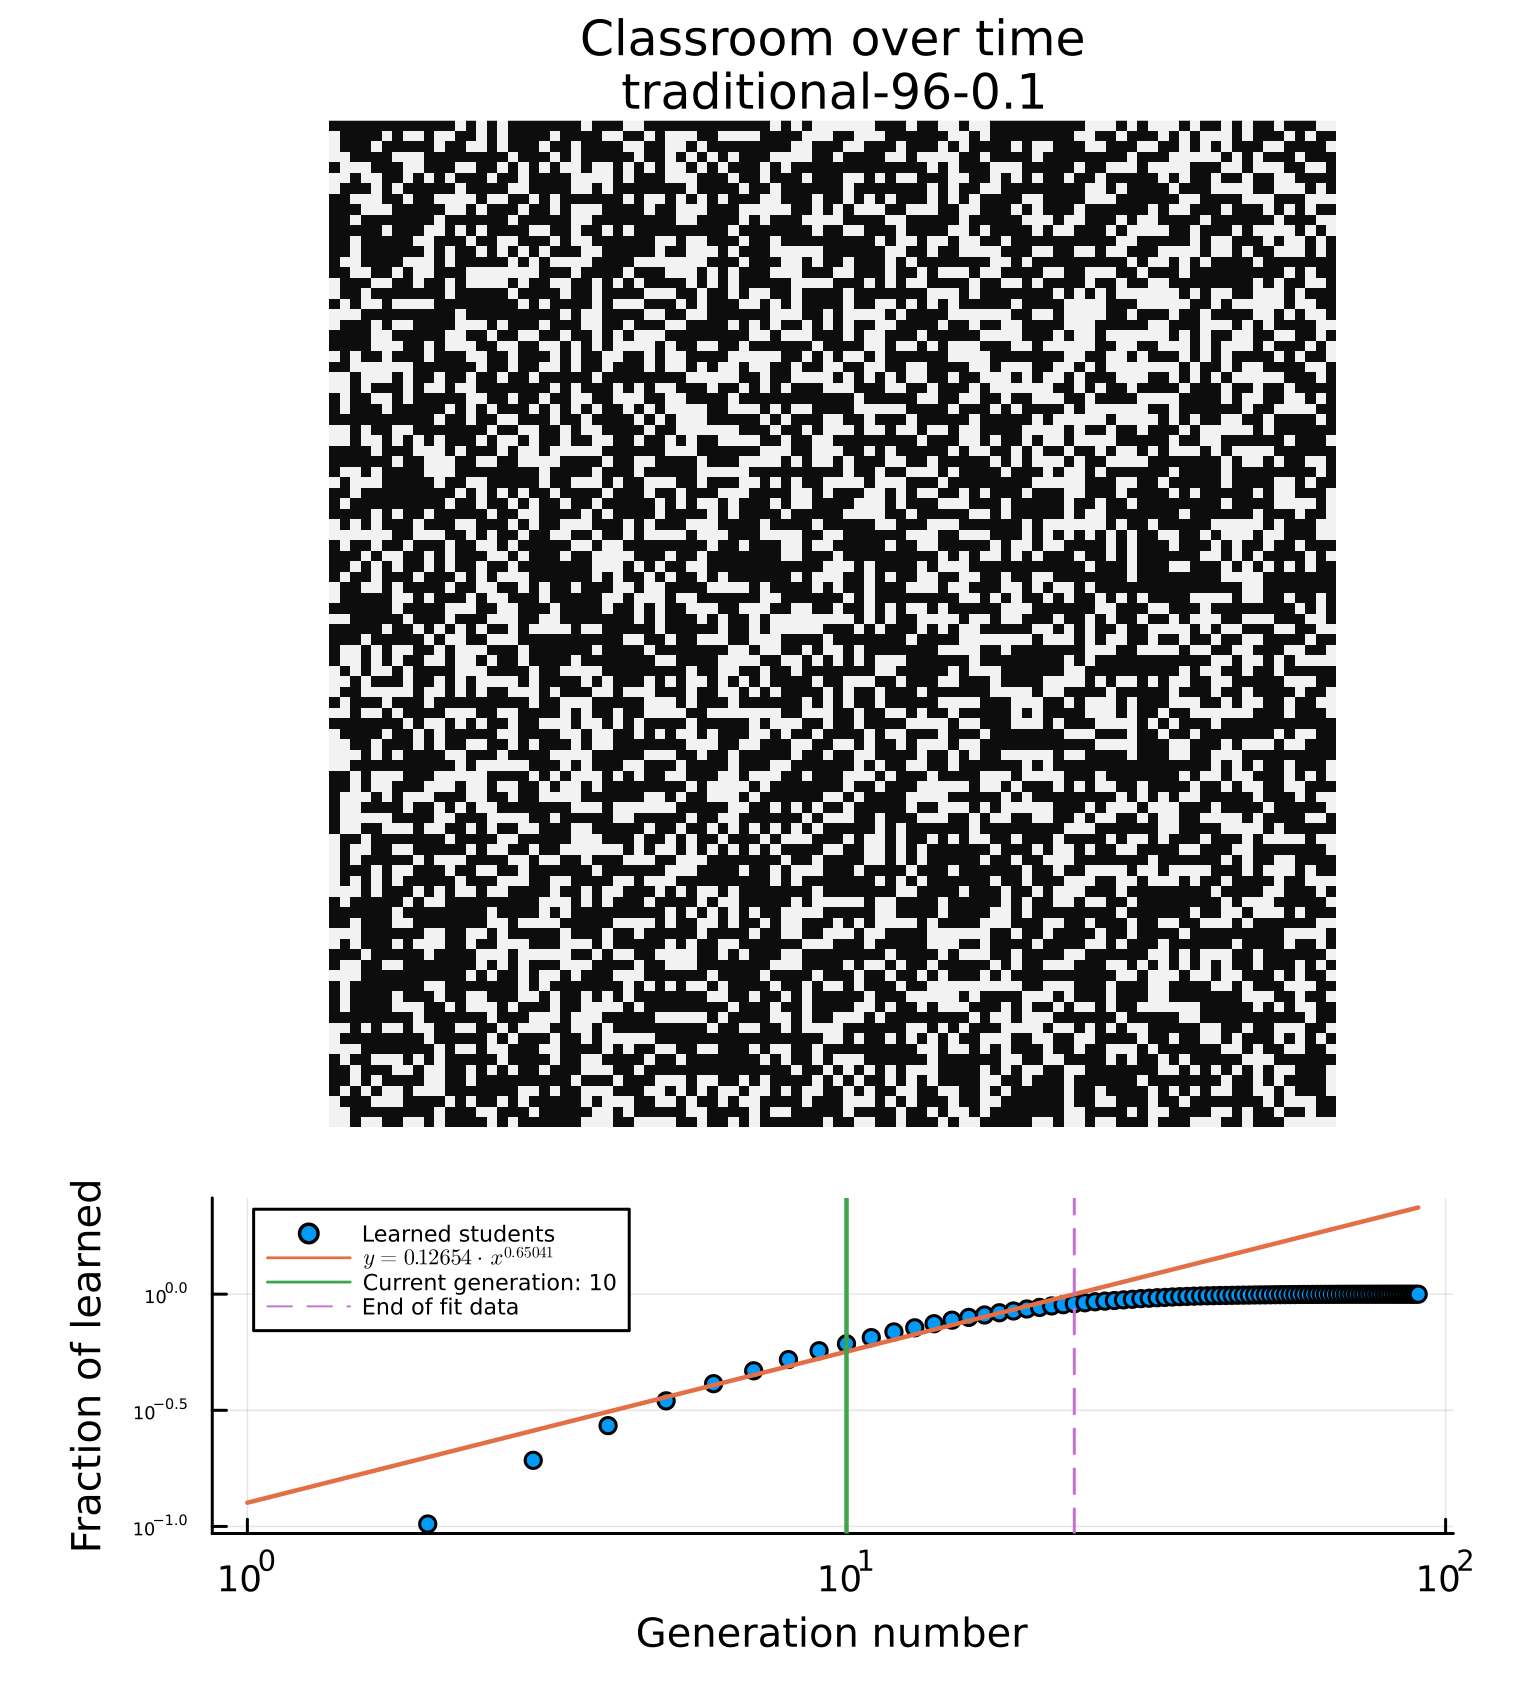 Classroom over time
traditional-96-0.1
Fraction of learned
Learned students
y = 0.12654 · x^0.65041
Current generation: 10
End of fit data
10^0.0
10^−0.5
10^−1.0
10^0 10^1 10^2
Generation number